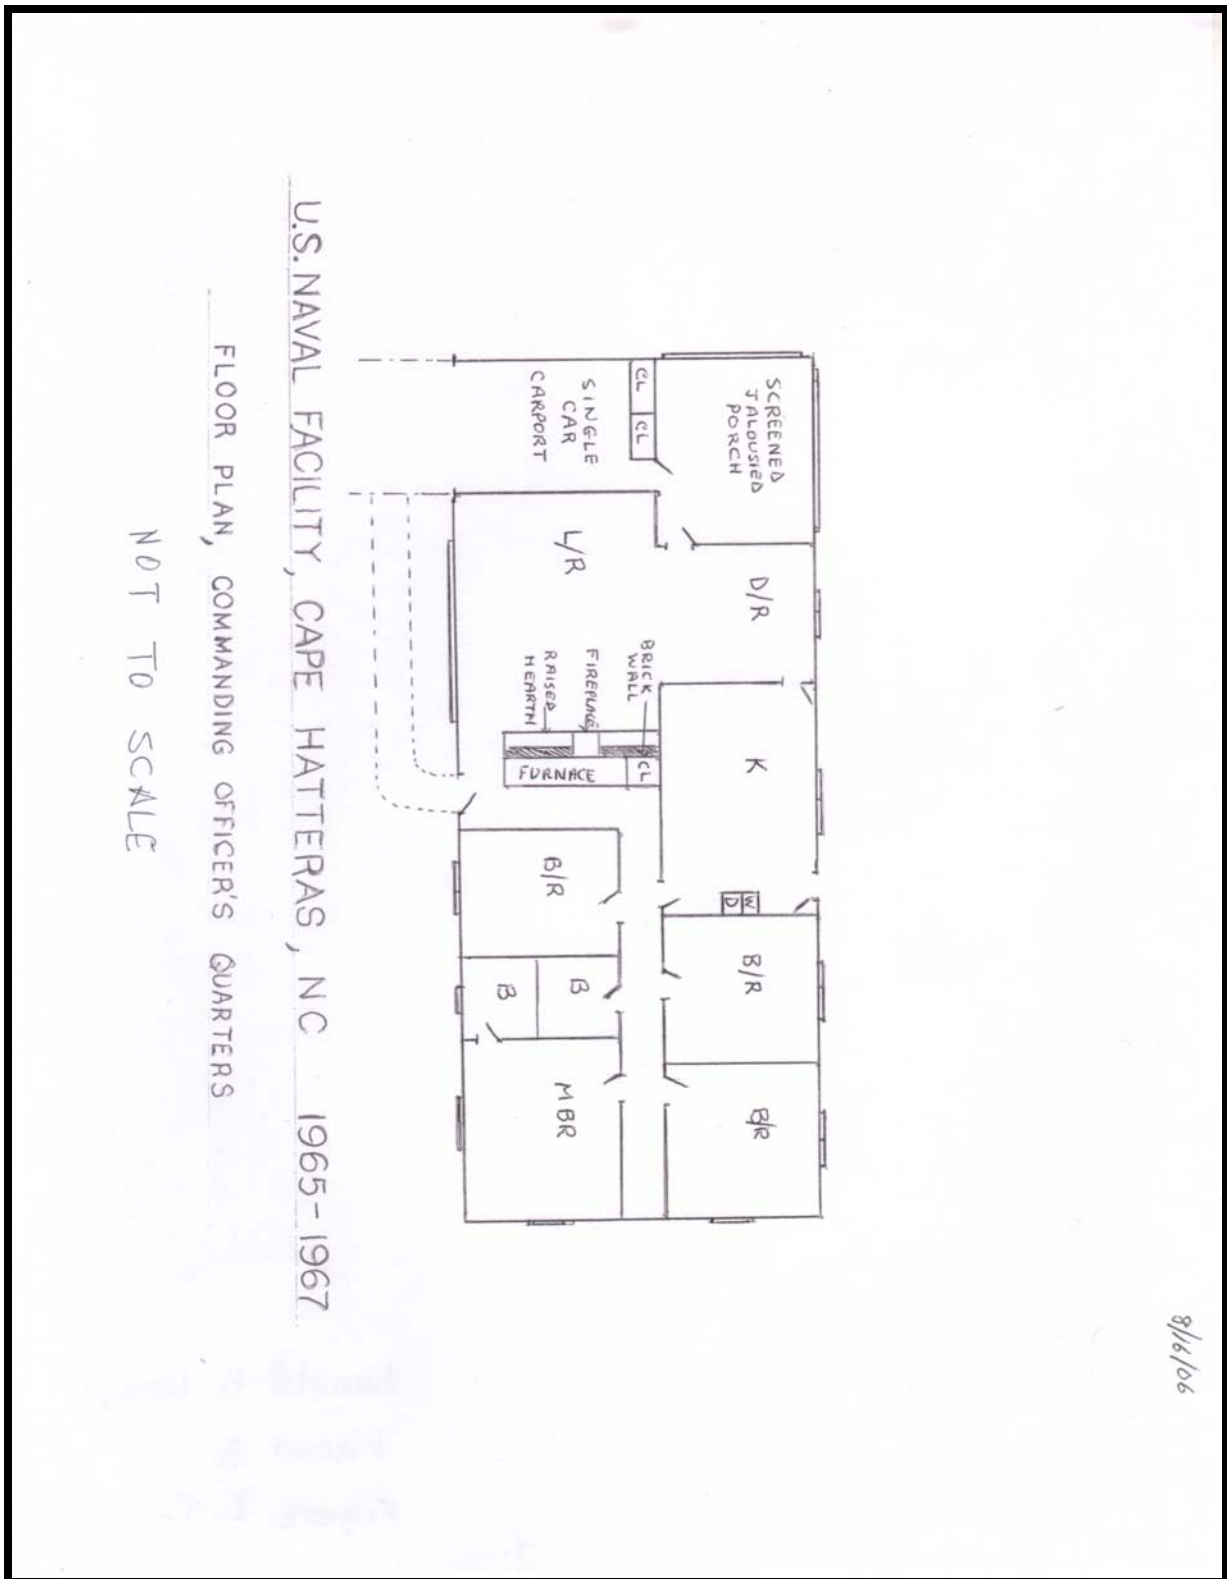 8/16/06
SCREENED
JALOUSIED
PORCH
D/R
K
W
D
B/R
B/R
CL
CL
SINGLE
CAR
CARPORT
L/R
BRICK
WALL
FIREPLACE
RAISED
HEARTH
CL
FURNACE
B/R
B
B
MBR
U.S. NAVAL FACILITY, CAPE HATTERAS, NC 1965-1967
FLOOR PLAN, COMMANDING OFFICER'S QUARTERS
NOT TO SCALE